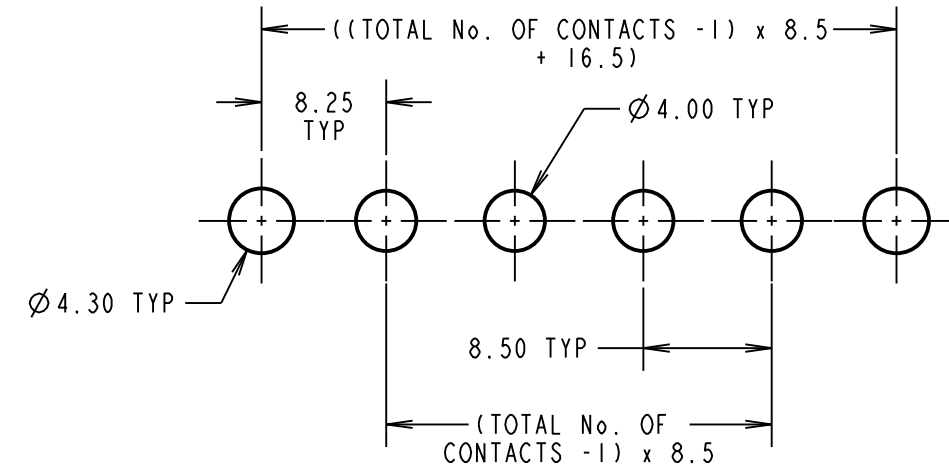 ((TOTAL No. OF CONTACTS -1) x 8.5
+ 16.5)
8.25
TYP
Ø4.00 TYP
Ø4.30 TYP
8.50 TYP
(TOTAL No. OF
CONTACTS -1) x 8.5